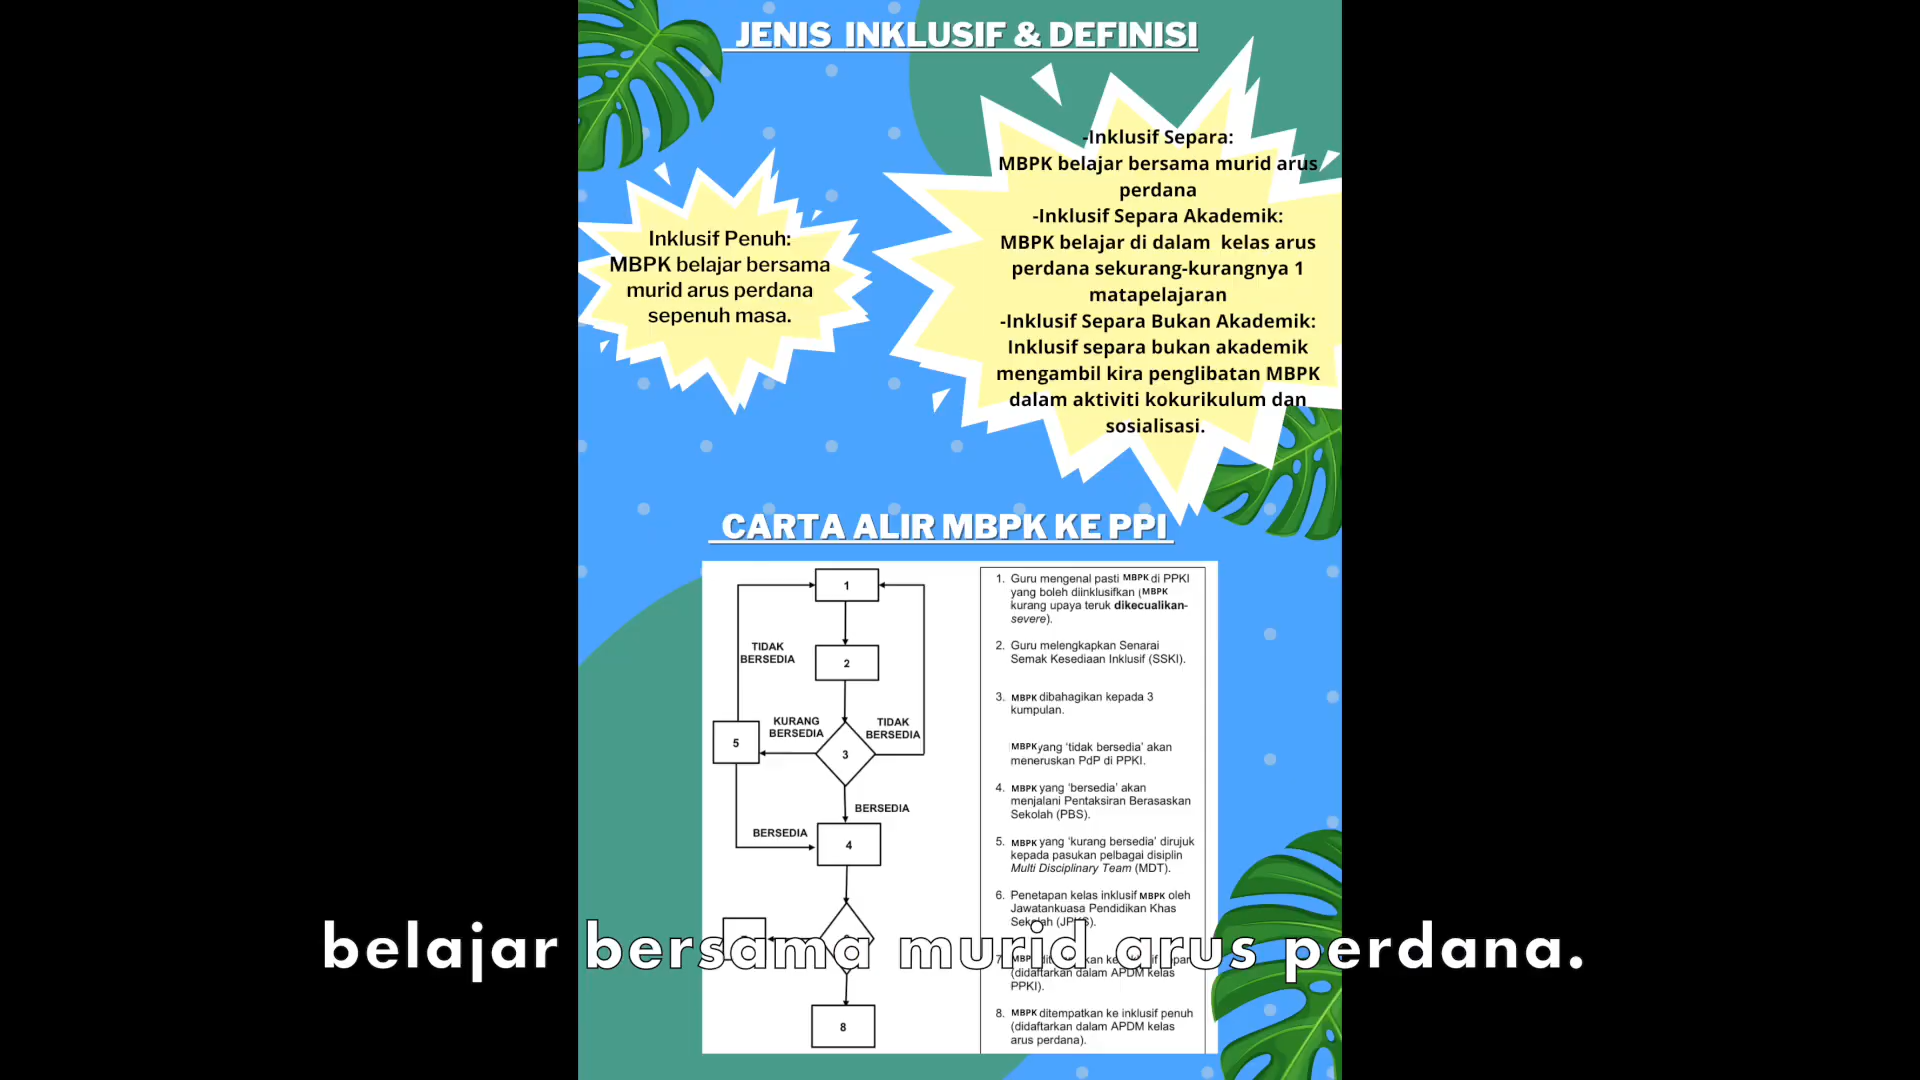 JENIS INKLUSIF & DEFINISI
Inklusif Penuh:
MBPK belajar bersama
murid arus perdana
sepenuh masa.
-Inklusif Separa:
MBPK belajar bersama murid arus
perdana
-Inklusif Separa Akademik:
MBPK belajar di dalam kelas arus
perdana sekurang-kurangnya 1
matapelajaran
-Inklusif Separa Bukan Akademik:
Inklusif separa bukan akademik
mengambil kira penglibatan MBPK
dalam aktiviti kokurikulum dan
sosialisasi.
CARTA ALIR MBPK KE PPI
1
2
TIDAK
BERSEDIA
KURANG
BERSEDIA
TIDAK
BERSEDIA
5
3
BERSEDIA
BERSEDIA
4
8
1. Guru mengenal pasti MBPK di PPKI
yang boleh diinklusifkan (MBPK
kurang upaya teruk dikecualikan-
severe).
2. Guru melengkapkan Senarai
Semak Kesediaan Inklusif (SSKI).
3. MBPK dibahagikan kepada 3
kumpulan.
MBPK yang ‘tidak bersedia’ akan
meneruskan PdP di PPKI.
4. MBPK yang ‘bersedia’ akan
menjalani Pentaksiran Berasaskan
Sekolah (PBS).
5. MBPK yang ‘kurang bersedia’ dirujuk
kepada pasukan pelbagai disiplin
Multi Disciplinary Team (MDT).
6. Penetapan kelas inklusif MBPK oleh
Jawatankuasa Pendidikan Khas
Sekolah (JPKS).
7.
(didaftarkan dalam APDM kelas
PPKI).
8. MBPK ditempatkan ke inklusif penuh
(didaftarkan dalam APDM kelas
arus perdana).
belajar bersama murid arus perdana.